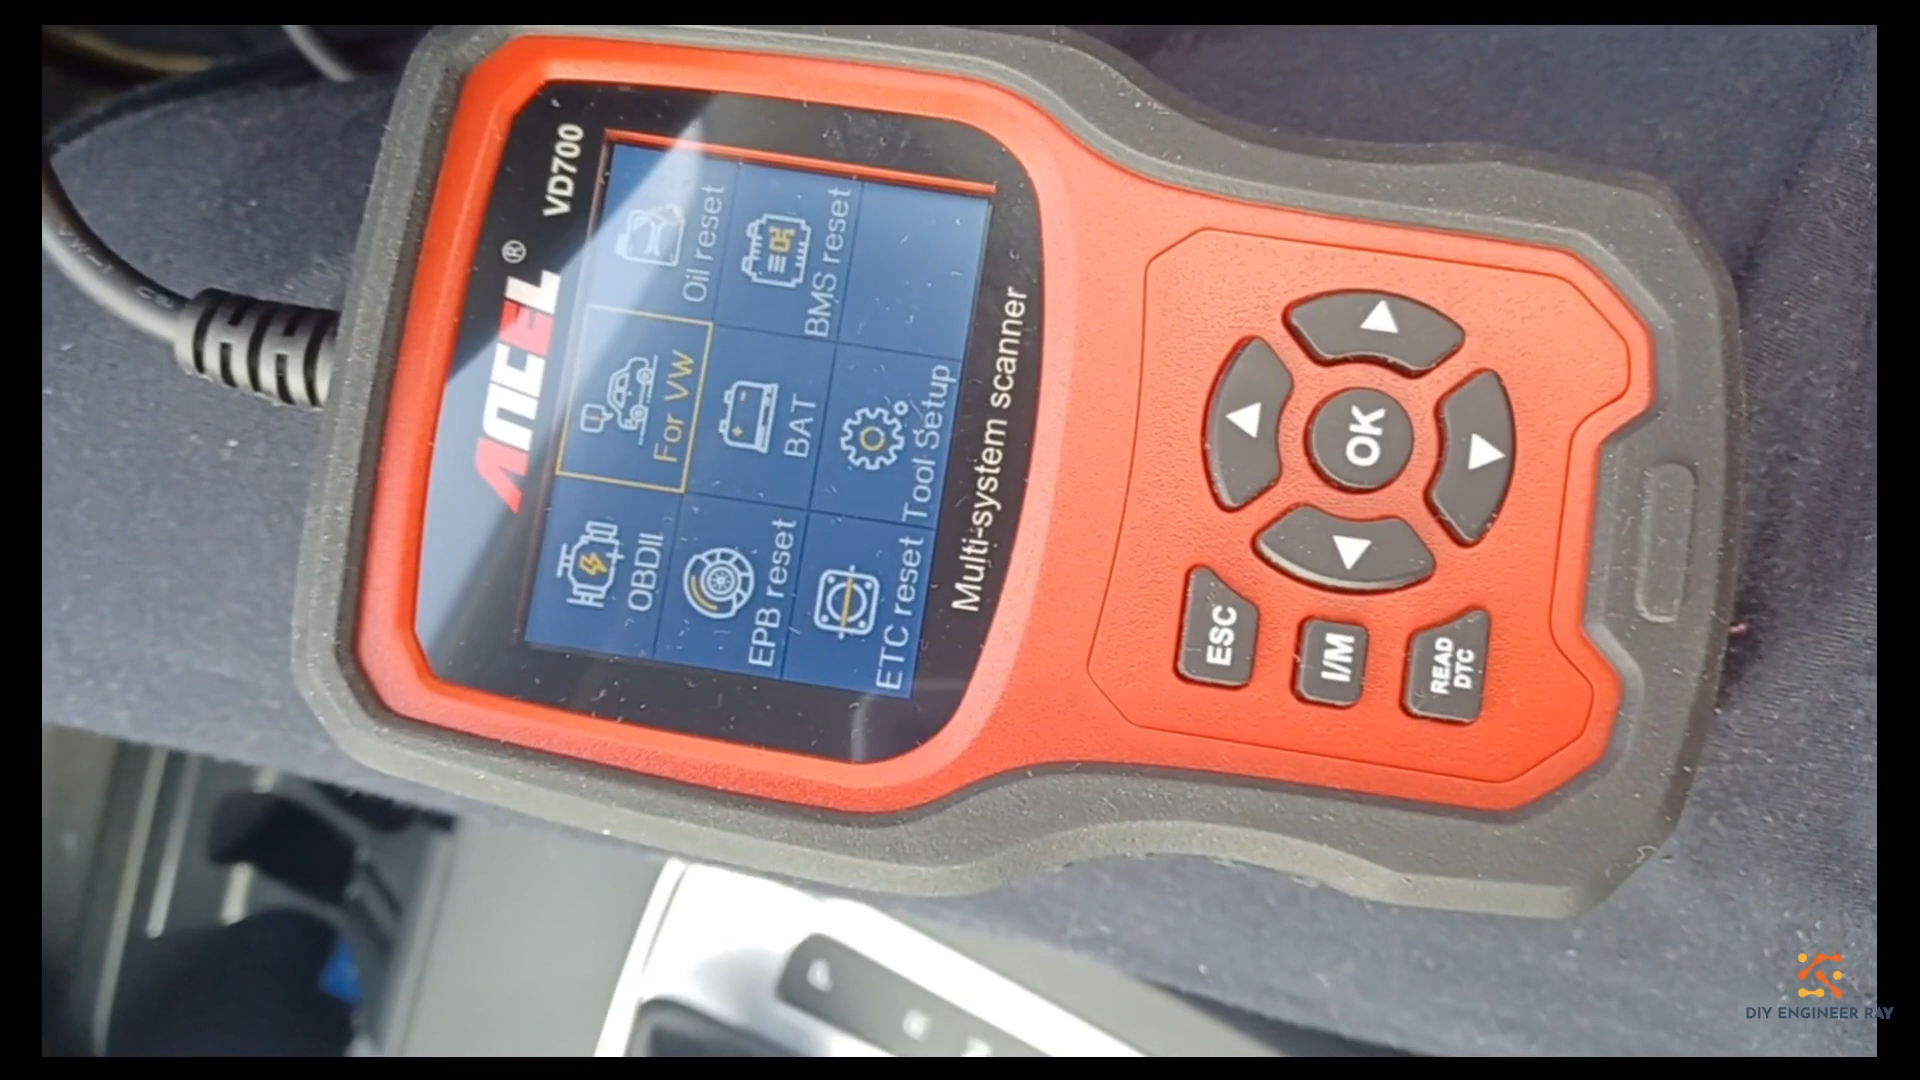 ANCEL® VD700
OBDII
For VW
Oil reset
EPB reset
BAT
BMS reset
ETC reset
Tool Setup
Multi-system scanner
ESC
I/M
READ
DTC
OK
DIY ENGINEER RAY